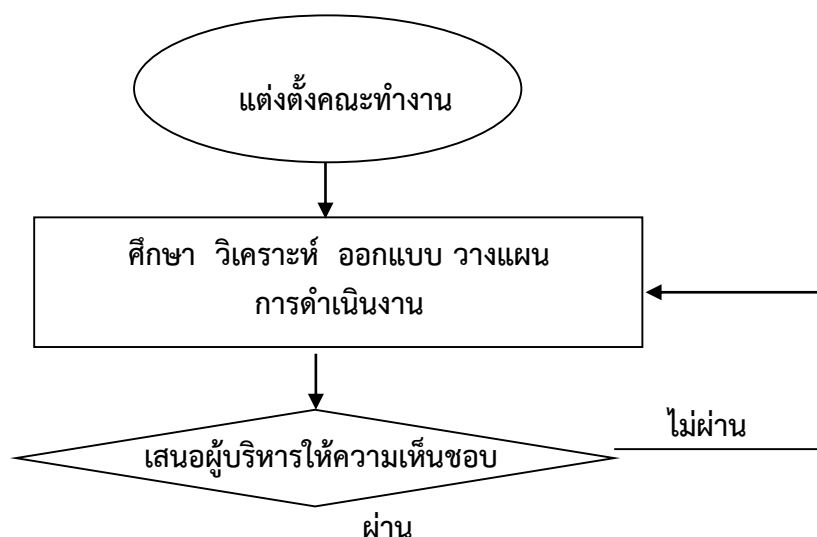 แต่งตั้งคณะทำงาน
ศึกษา วิเคราะห์ ออกแบบ วางแผน
การดำเนินงาน
ไม่ผ่าน
เสนอผู้บริหารให้ความเห็นชอบ
ผ่าน